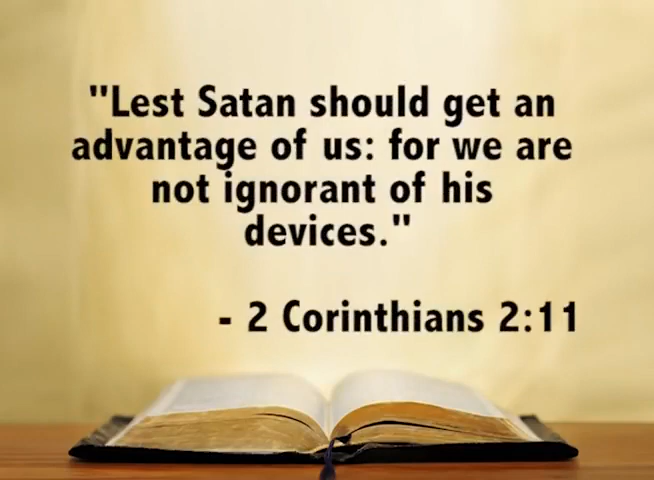 "Lest Satan should get an
advantage of us: for we are
not ignorant of his
devices."
- 2 Corinthians 2:11